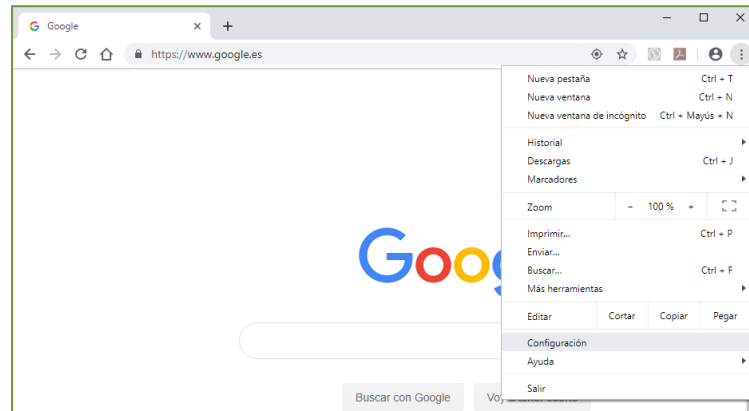 Google
https://www.google.es
Nueva pestaña Ctrl + T
Nueva ventana Ctrl + N
Nueva ventana de incógnito Ctrl + Mayús + N
Historial
Descargas Ctrl + J
Marcadores
Zoom - 100 % +
Imprimir... Ctrl + P
Enviar...
Buscar... Ctrl + F
Más herramientas
Editar Cortar Copiar Pegar
Configuración
Ayuda
Salir
Goog
Buscar con Google